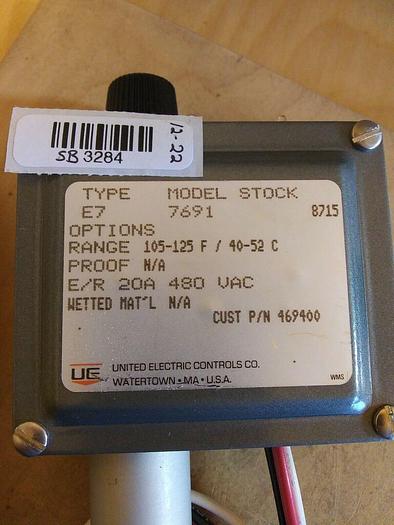 12-22
SB 3284
TYPE MODEL STOCK
E7 7691 8715
OPTIONS
RANGE 105-125 F / 40-52 C
PROOF N/A
E/R 20A 480 VAC
WETTED MAT'L N/A
CUST P/N 469400
UE UNITED ELECTRIC CONTROLS CO.
WATERTOWN • MA • U.S.A.
WMS